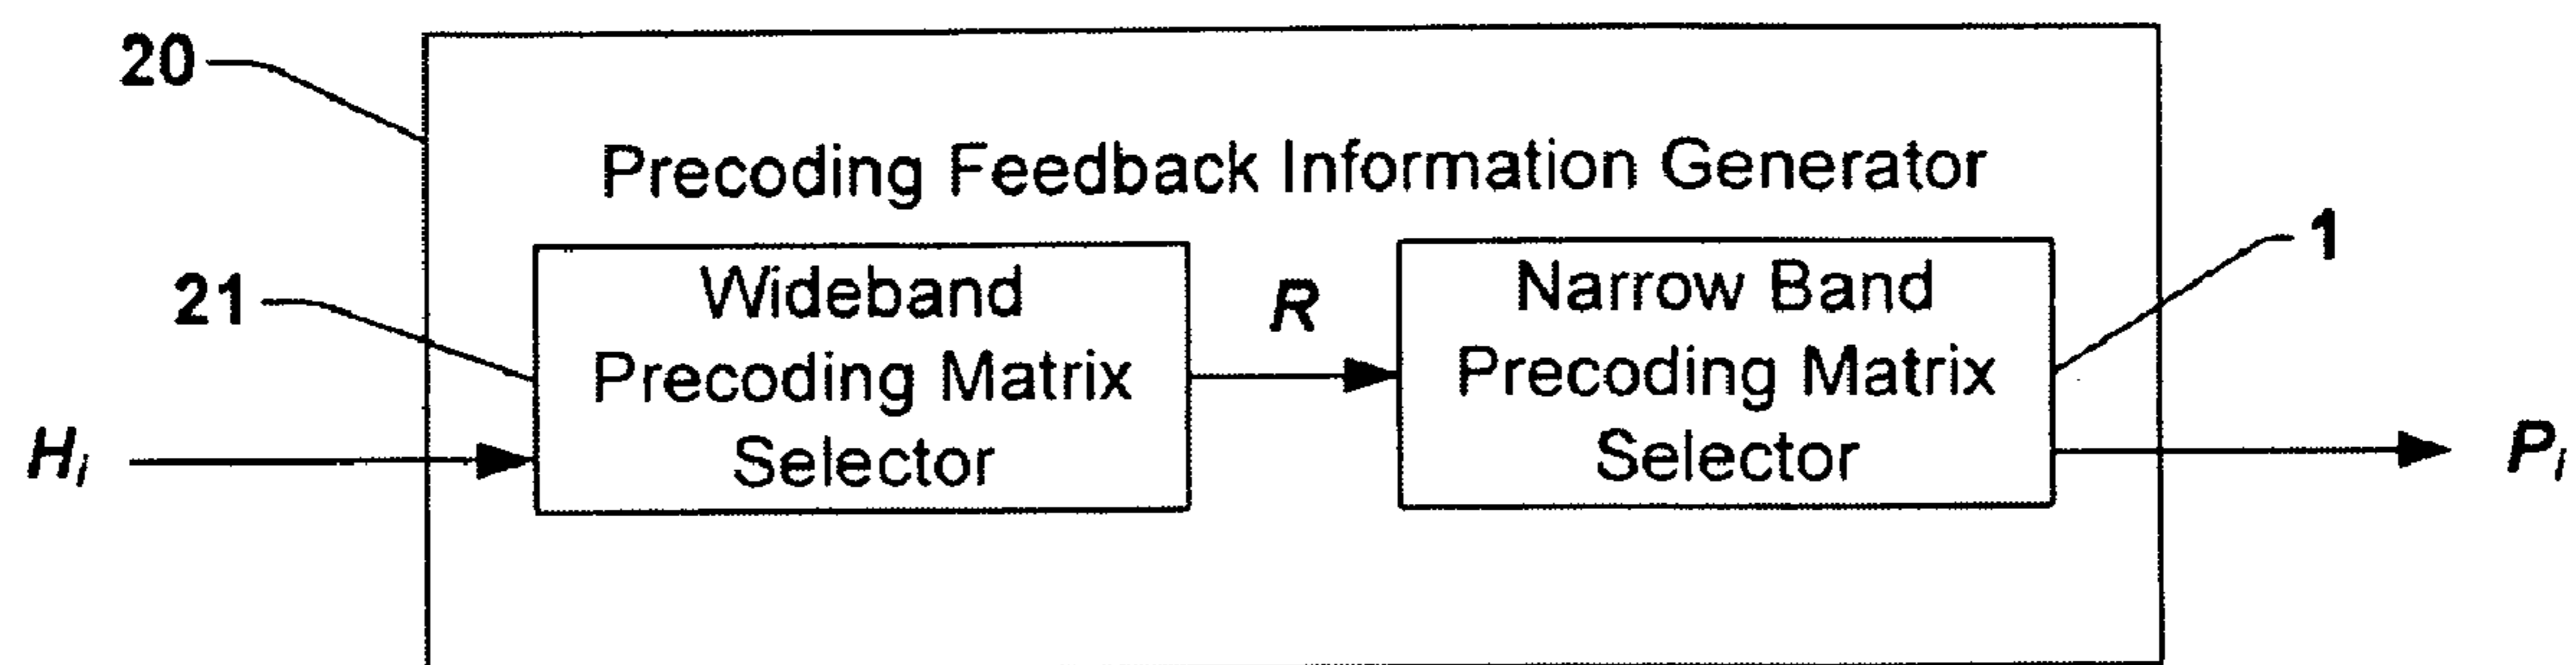 20
Precoding Feedback Information Generator
21
Wideband
Precoding Matrix
Selector
R
Narrow Band
Precoding Matrix
Selector
1
Hi
Pi